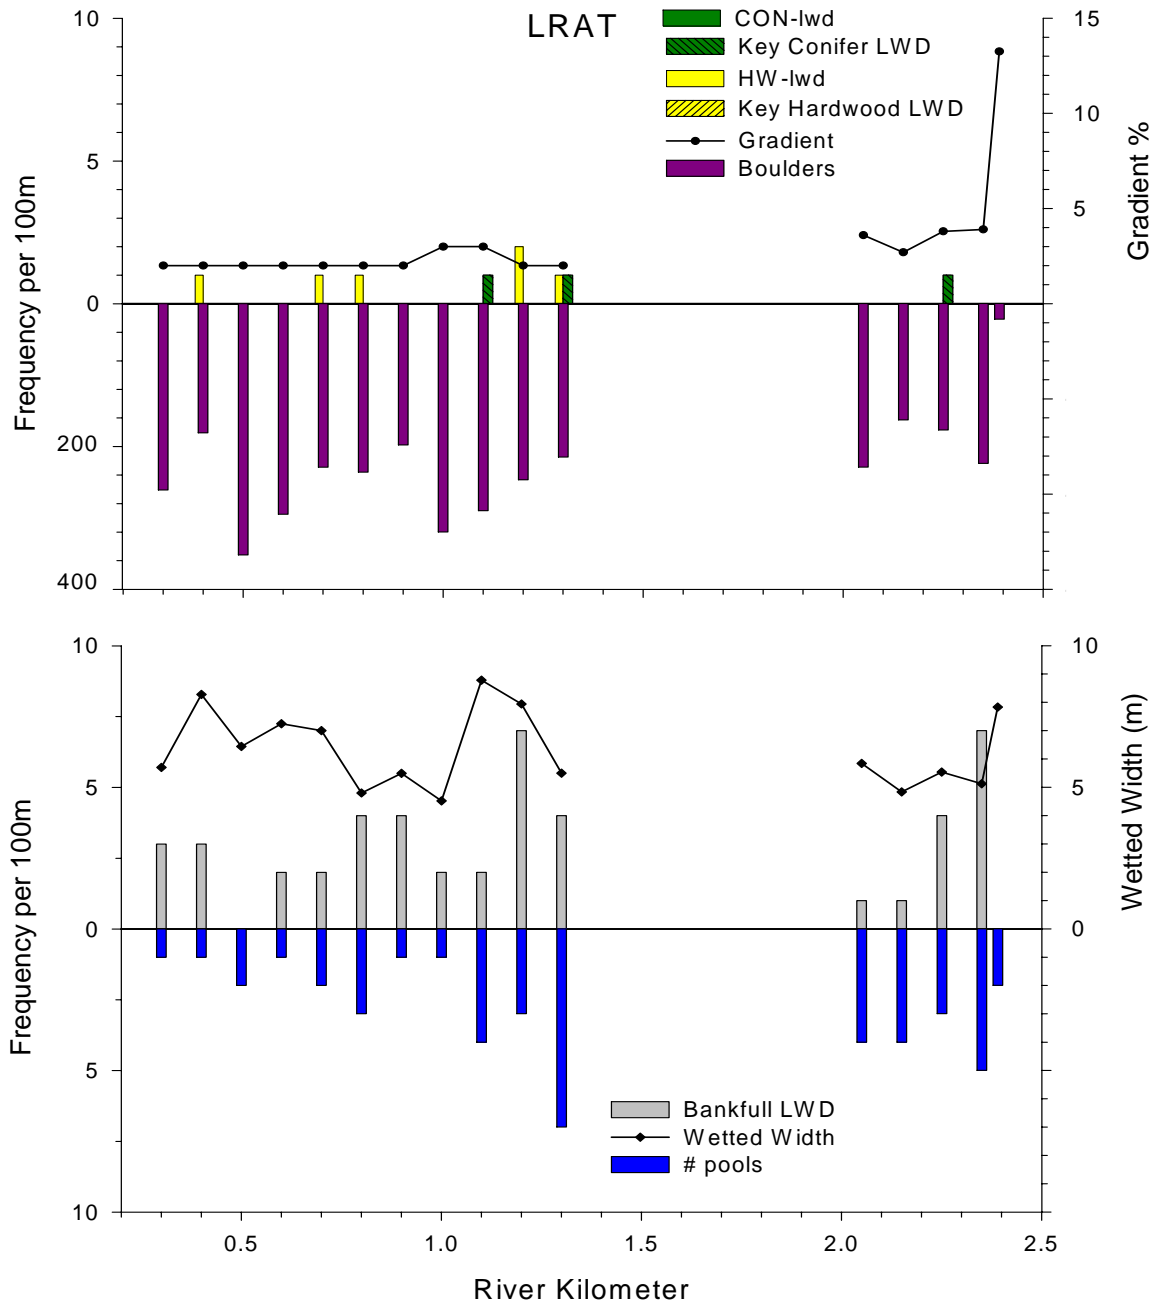 LRAT
CON-lwd
Key Conifer LWD
HW-lwd
Key Hardwood LWD
Gradient
Boulders
Frequency per 100m
10
5
0
200
400
15
10
5
Gradient %
Frequency per 100m
10
5
0
5
10
10
5
0
Wetted Width (m)
Bankfull LWD
Wetted Width
# pools
0.5
1.0
1.5
2.0
2.5
River Kilometer